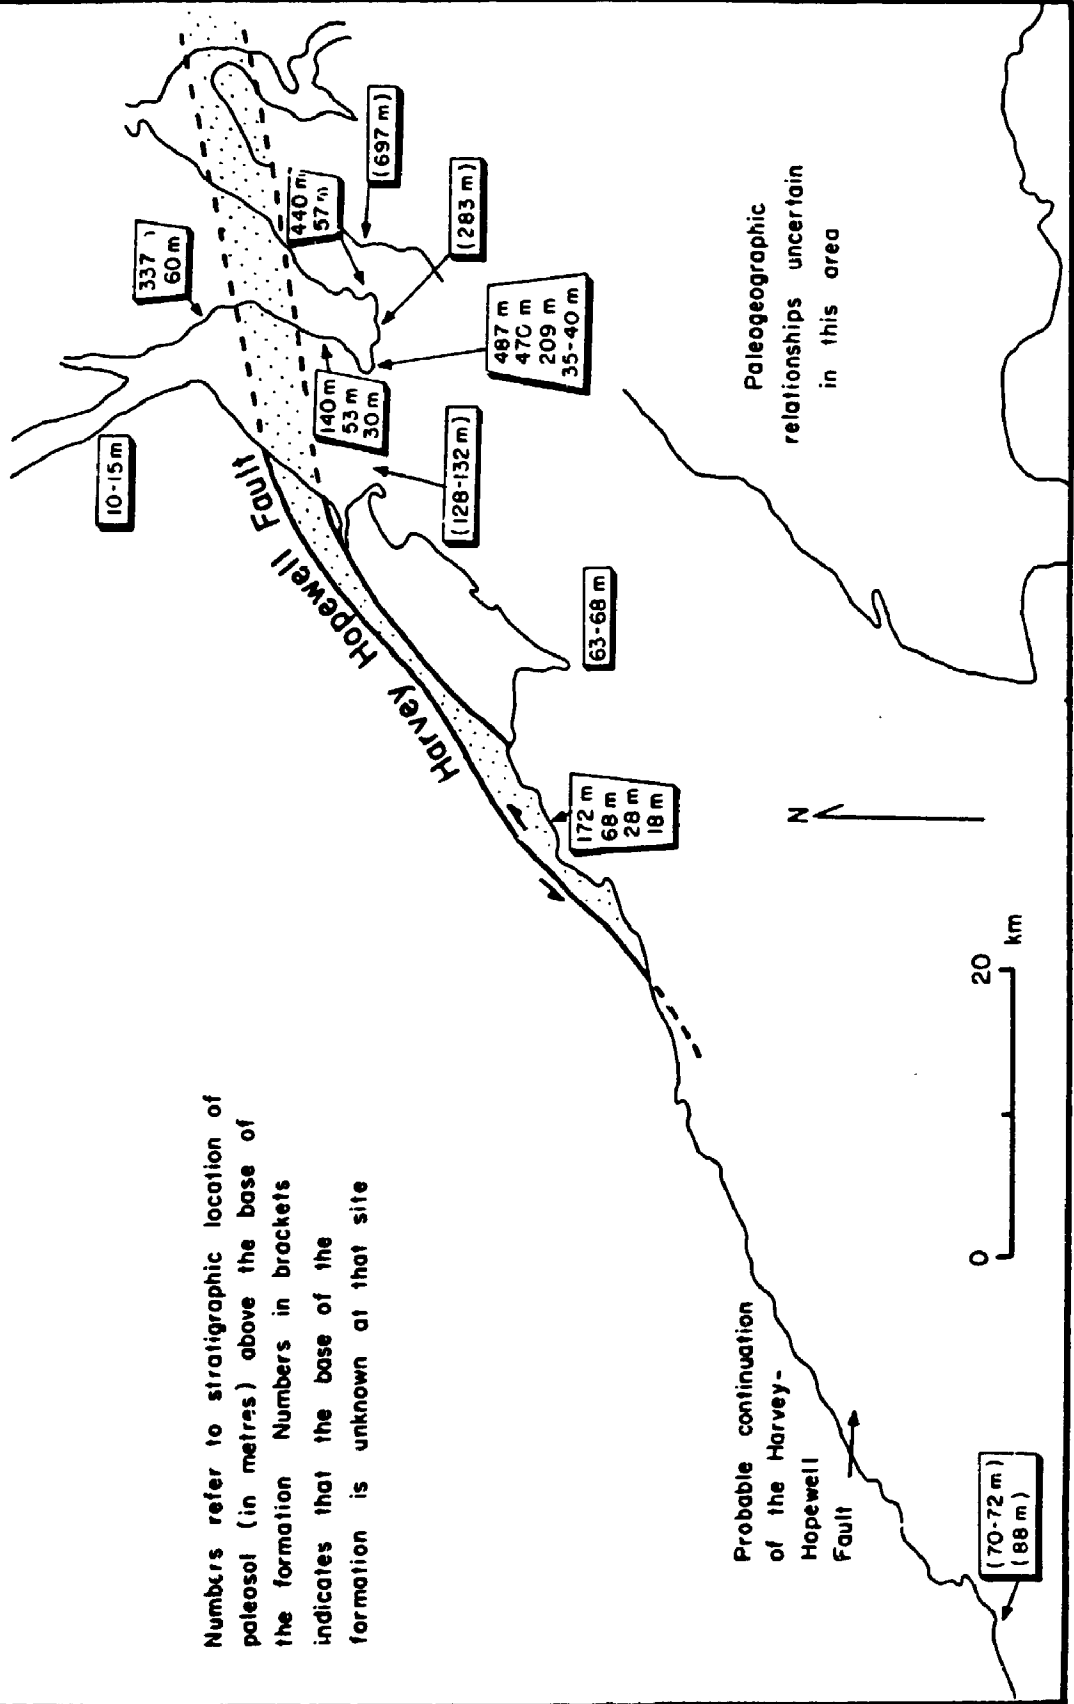 Numbers refer to stratigraphic location of
paleosol (in metres) above the base of
the formation Numbers in brackets
indicates that the base of the
formation is unknown at that site
Harvey Hopewell Fault
10-15 m
337 )
60 m
440 m
57 m
(697 m)
(283 m)
140 m
53 m
30 m
487 m
470 m
209 m
35-40 m
(128-132 m)
63-68 m
172 m
68 m
28 m
18 m
Paleogeographic
relationships uncertain
in this area
N
0 20
km
Probable continuation
of the Harvey-
Hopewell
Fault
(70-72 m)
(88 m)